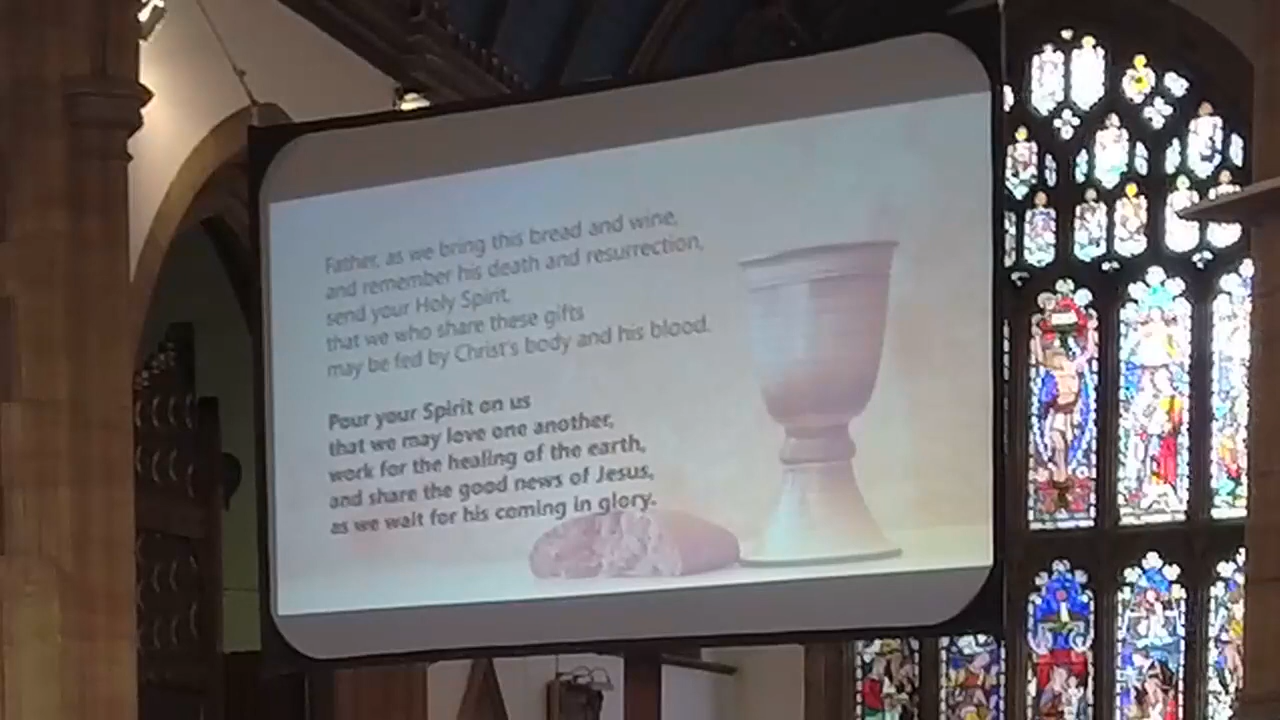 Father, as we bring this bread and wine,
and remember his death and resurrection,
send your Holy Spirit,
that we who share these gifts
may be fed by Christ's body and his blood.
Pour your Spirit on us
that we may love one another,
work for the healing of the earth,
and share the good news of Jesus,
as we wait for his coming in glory.